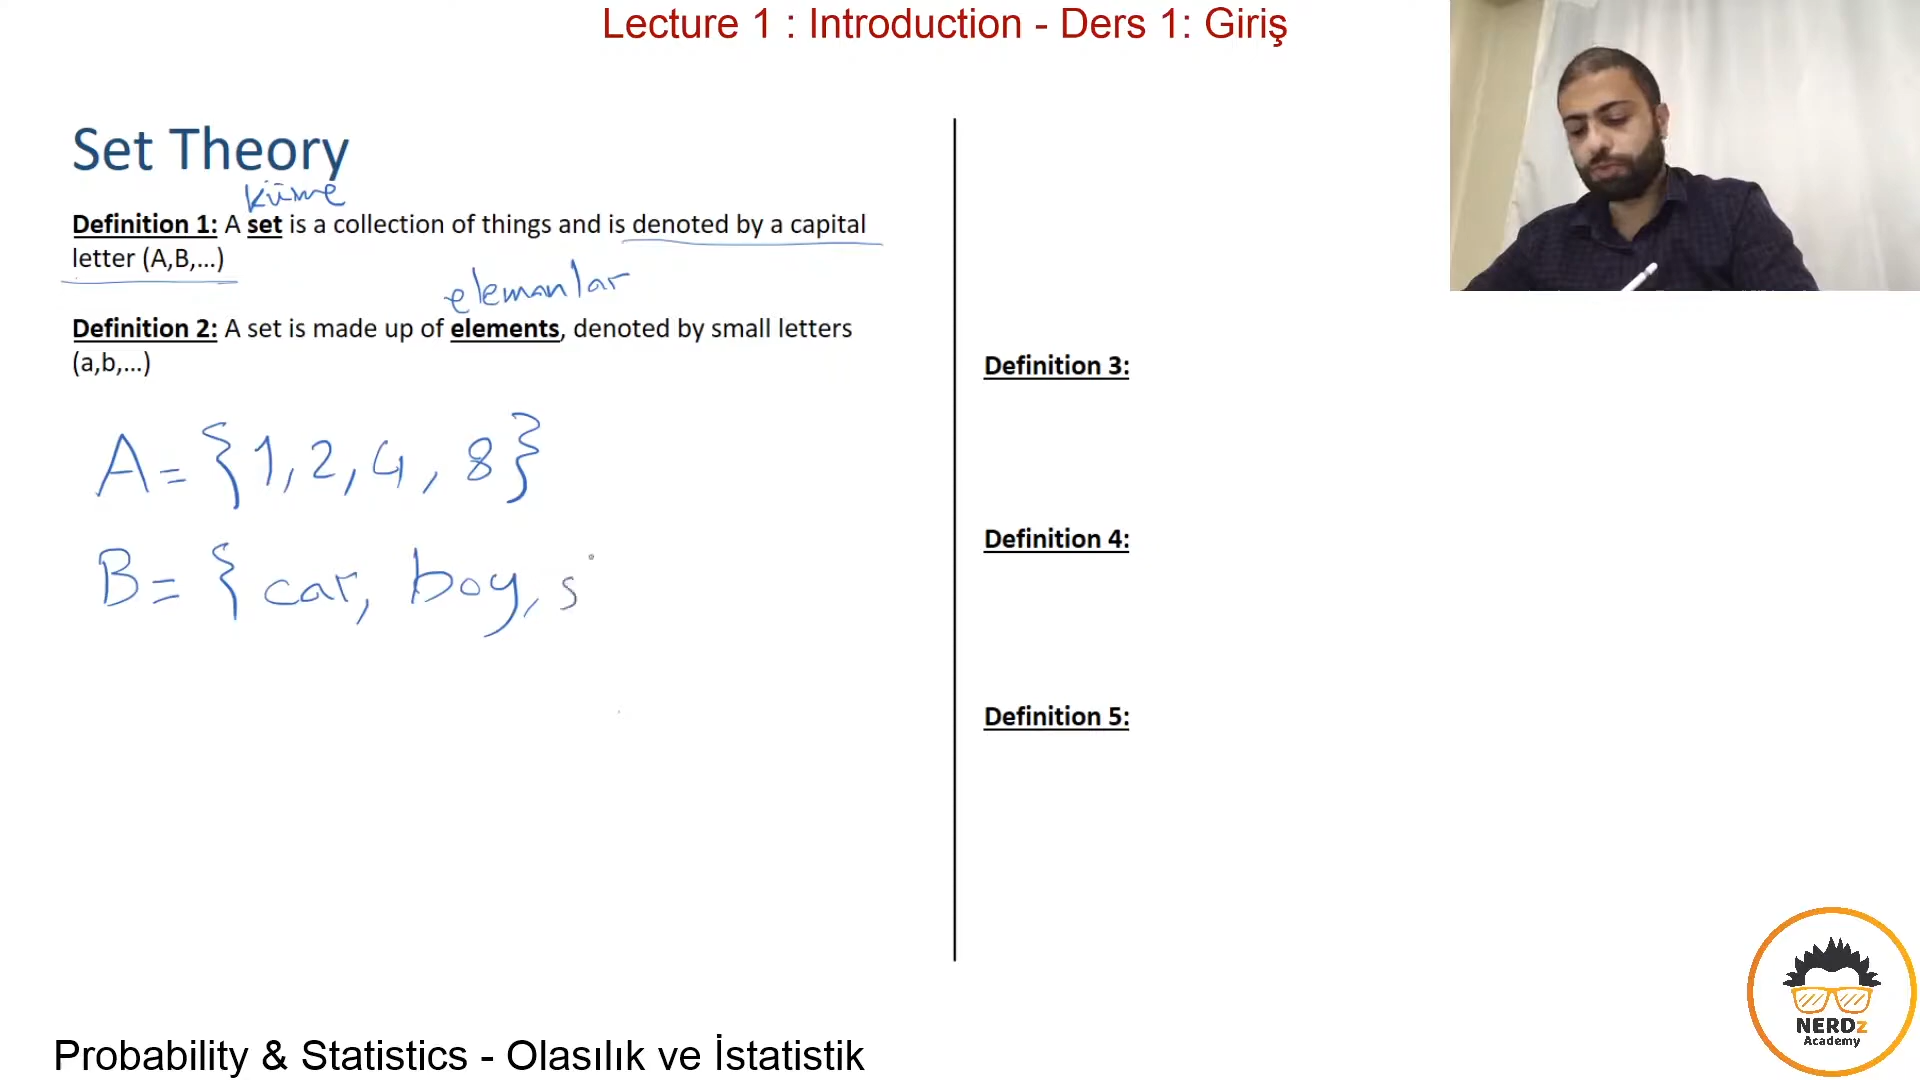 Lecture 1 : Introduction - Ders 1: Giriş
Set Theory
küme
Definition 1: A set is a collection of things and is denoted by a capital
letter (A,B,...)
elemanlar
Definition 2: A set is made up of elements, denoted by small letters
(a,b,...)
A= {1, 2, 4, 8}
B= { car, boy, s
Definition 3:
Definition 4:
Definition 5:
NERDz
Academy
Probability & Statistics - Olasılık ve İstatistik